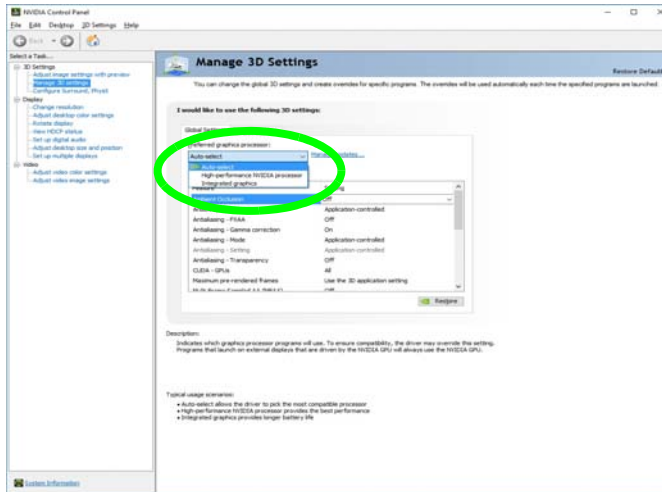 NVIDIA Control Panel
File Edit Desktop 3D Settings Help
Back
Select a Task...
3D Settings
Adjust image settings with preview
Manage 3D settings
Configure Surround, PhysX
Display
Change resolution
Adjust desktop color settings
Rotate display
View HDCP status
Set up digital audio
Adjust desktop size and position
Set up multiple displays
Video
Adjust video color settings
Adjust video image settings
System Information
Manage 3D Settings
Restore Default
You can change the global 3D settings and create overrides for specific programs. The overrides will be used automatically each time the specified programs are launched.
I would like to use the following 3D settings:
Global Settings
Preferred graphics processor:
Auto-select
Auto-select
High-performance NVIDIA processor
Integrated graphics
Ambient Occlusion Off
Application-controlled
Antialiasing - FXAA Off
Antialiasing - Gamma correction On
Antialiasing - Mode Application-controlled
Antialiasing - Setting Application-controlled
Antialiasing - Transparency Off
CUDA - GPUs All
Maximum pre-rendered frames Use the 3D application setting
Restore
Description:
Indicates which graphics processor programs will use. To ensure compatibility, the driver may override this setting.
Programs that launch on external displays that are driven by the NVIDIA GPU will always use the NVIDIA GPU.
Typical usage scenarios:
• Auto-select allows the driver to pick the most compatible processor
• High-performance NVIDIA processor provides the best performance
• Integrated graphics provides longer battery life